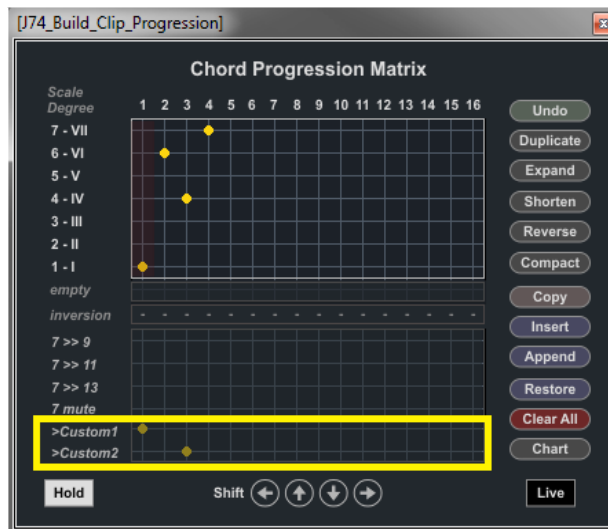 [J74_Build_Clip_Progression]
x
Chord Progression Matrix
Scale
Degree
1 2 3 4 5 6 7 8 9 10 11 12 13 14 15 16
7 - VII
6 - VI
5 - V
4 - IV
3 - III
2 - II
1 - I
empty
inversion - - - - - - - - - - - - - - - -
7 >> 9
7 >> 11
7 >> 13
7 mute
>Custom1
>Custom2
Undo
Duplicate
Expand
Shorten
Reverse
Compact
Copy
Insert
Append
Restore
Clear All
Chart
Hold
Shift
Live